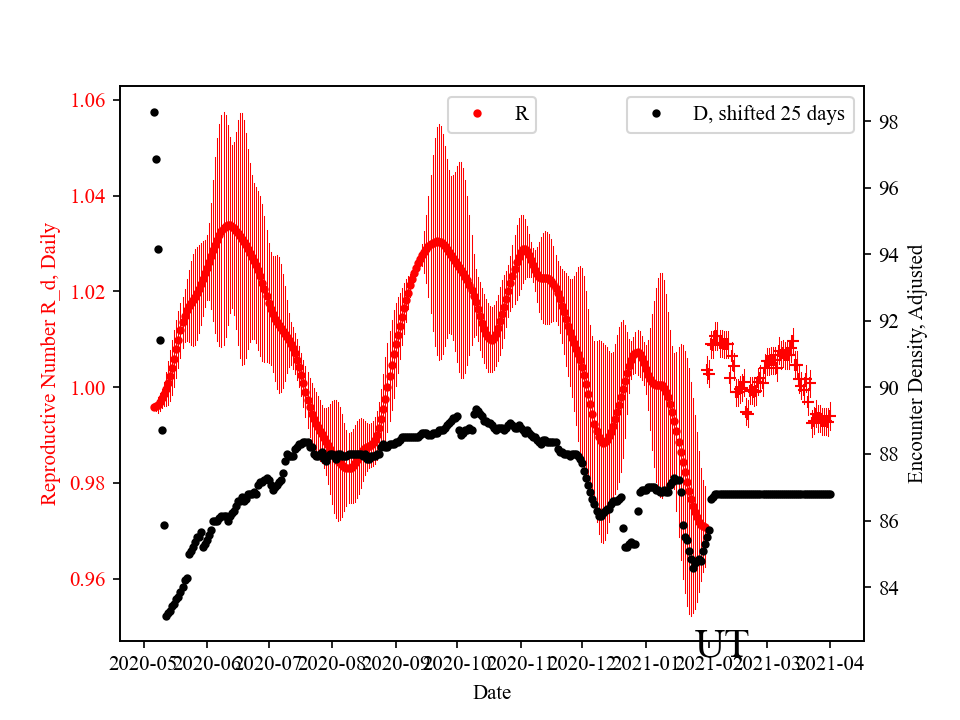 R
D, shifted 25 days
1.06
1.04
1.02
1.00
0.98
0.96
Reproductive Number R_d, Daily
98
96
94
92
90
88
86
84
Encounter Density, Adjusted
UT
2020-05 2020-06 2020-07 2020-08 2020-09 2020-10 2020-11 2020-12 2021-01 2021-02 2021-03 2021-04
Date